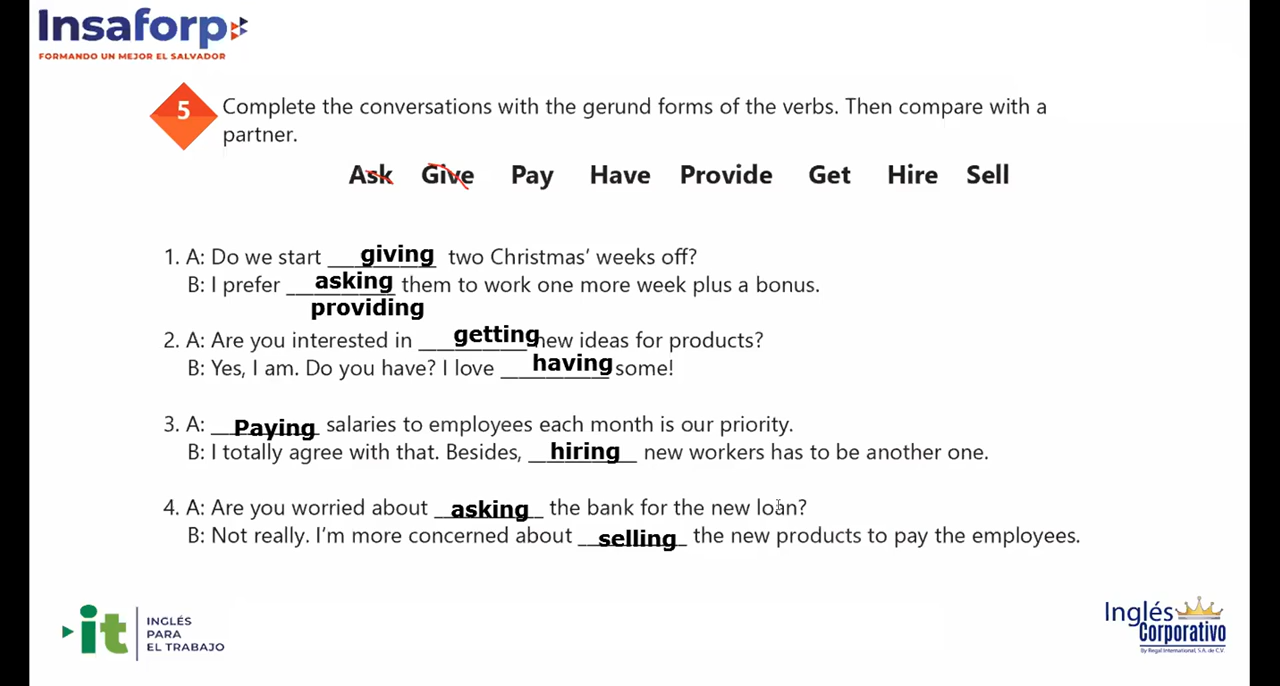 Insaforp
FORMANDO UN MEJOR EL SALVADOR
5
Complete the conversations with the gerund forms of the verbs. Then compare with a
partner.
Ask Give Pay Have Provide Get Hire Sell
1. A: Do we start giving two Christmas’ weeks off?
B: I prefer asking them to work one more week plus a bonus.
providing
2. A: Are you interested in getting new ideas for products?
B: Yes, I am. Do you have? I love having some!
3. A: Paying salaries to employees each month is our priority.
B: I totally agree with that. Besides, hiring new workers has to be another one.
4. A: Are you worried about asking the bank for the new loan?
B: Not really. I’m more concerned about selling the new products to pay the employees.
it
INGLÉS
PARA
EL TRABAJO
Inglés
Corporativo
By Regal International, S.A. de C.V.